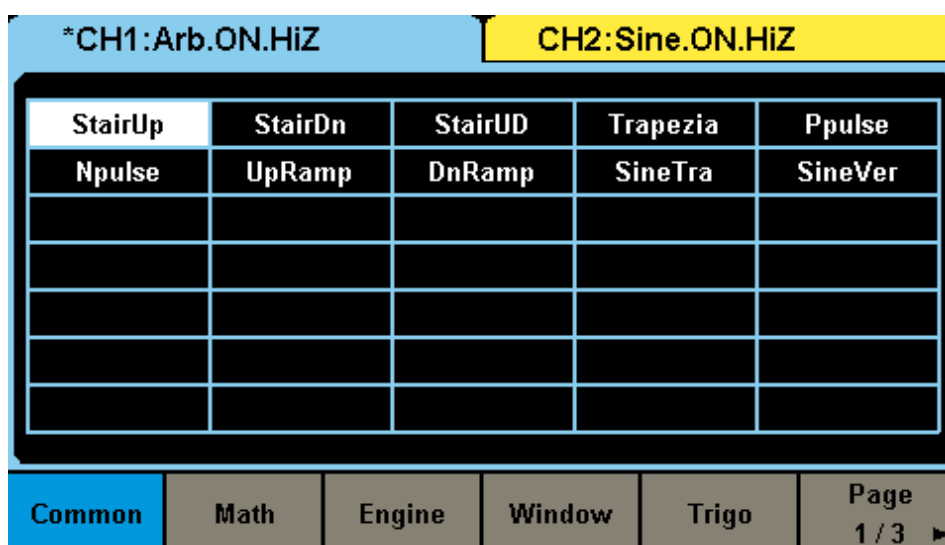 *CH1:Arb.ON.HiZ CH2:Sine.ON.HiZ
StairUp StairDn StairUD Trapezia Ppulse
Npulse UpRamp DnRamp SineTra SineVer
Common Math Engine Window Trigo Page
1 / 3 ►